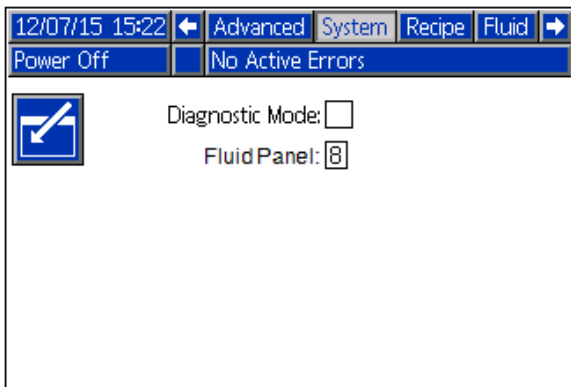 12/07/15 15:22 Advanced System Recipe Fluid
Power Off No Active Errors
Diagnostic Mode:
Fluid Panel: 8